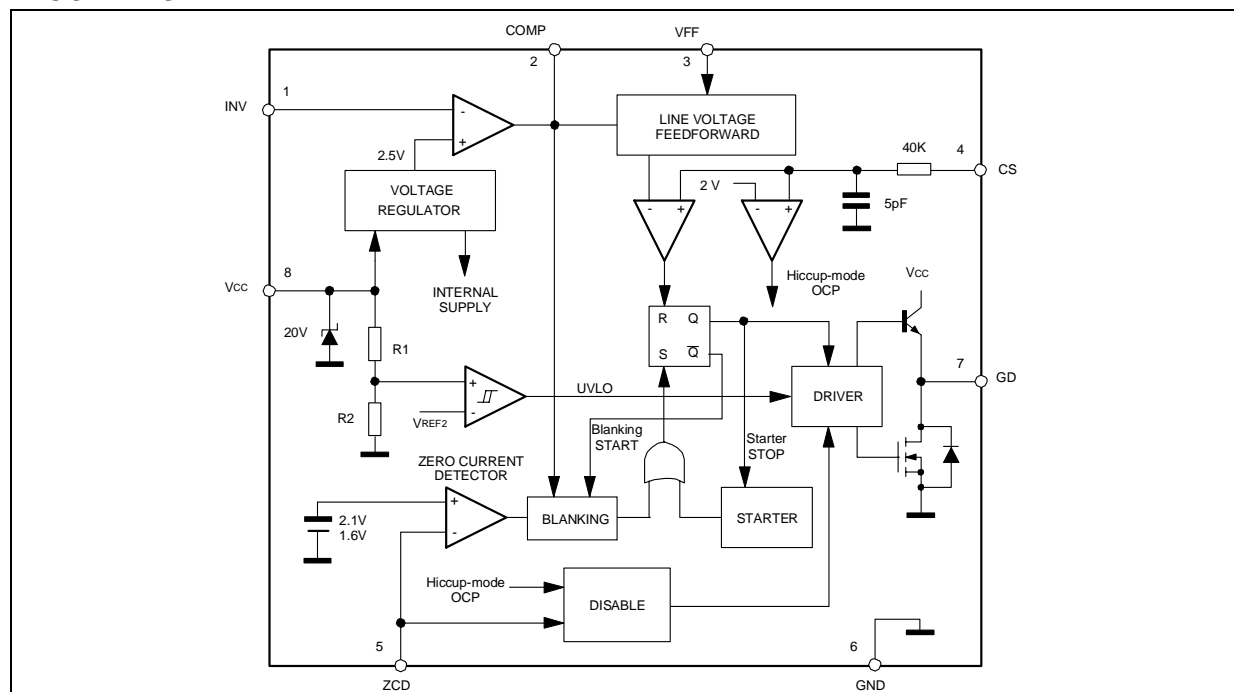 COMP
VFF
2
3
1
INV
-
+
LINE VOLTAGE
FEEDFORWARD
2.5V
40K
4
CS
VOLTAGE
REGULATOR
2 V
-
+
-
+
5pF
8
VCC
INTERNAL
SUPPLY
Hiccup-mode
OCP
VCC
20V
R1
R
Q
S
Q
7
GD
R2
+
-
VREF2
UVLO
DRIVER
Blanking
START
Starter
STOP
ZERO CURRENT
DETECTOR
2.1V
1.6V
+
-
BLANKING
STARTER
Hiccup-mode
OCP
DISABLE
5
6
ZCD
GND